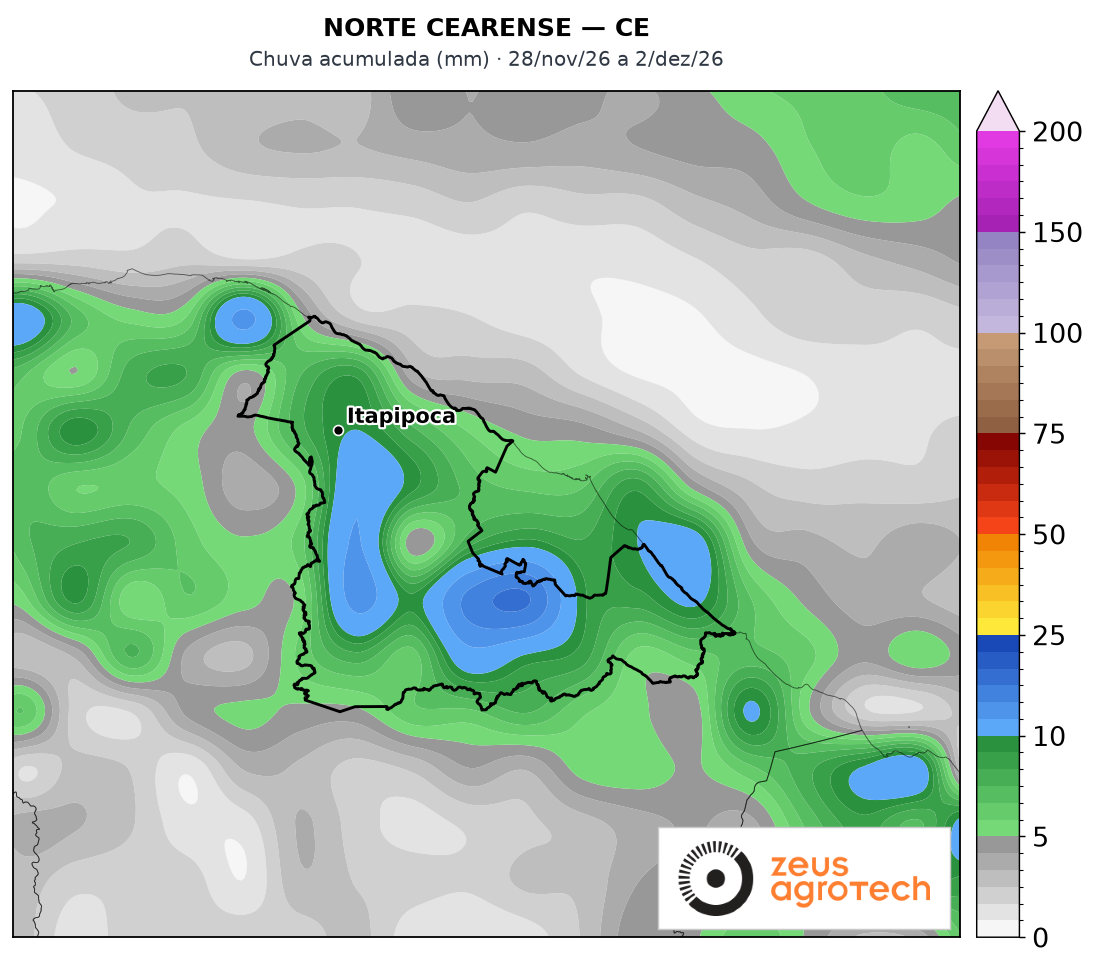 NORTE CEARENSE — CE
Chuva acumulada (mm) · 28/nov/26 a 2/dez/26
Itapipoca
200
150
100
75
50
25
10
5
0
zeus
agrotech